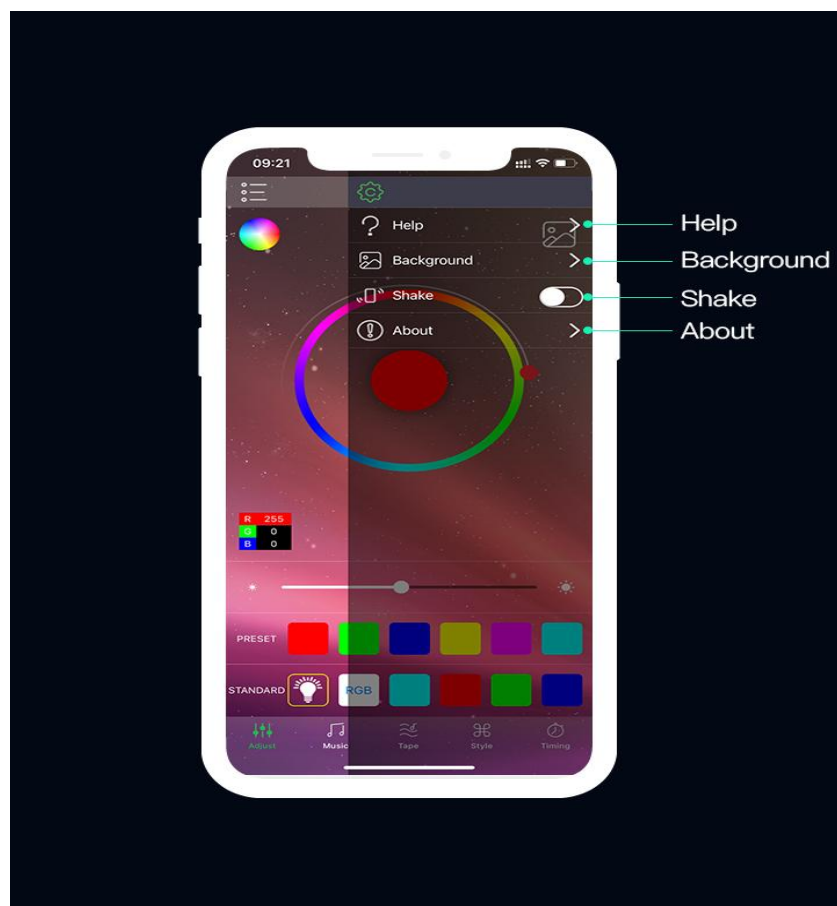 09:21
Help
Background
Shake
About
Help
Background
Shake
About
R 255
G 0
B 0
PRESET
STANDARD RGB
Adjust Music Tape Style Timing